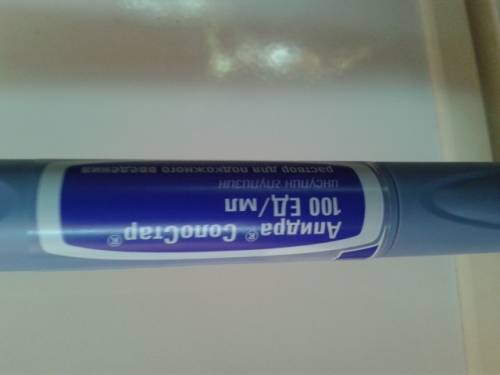 Апидра® СолоСтар®
100 ЕД/мл
инсулин глулизин
раствор для подкожного введения